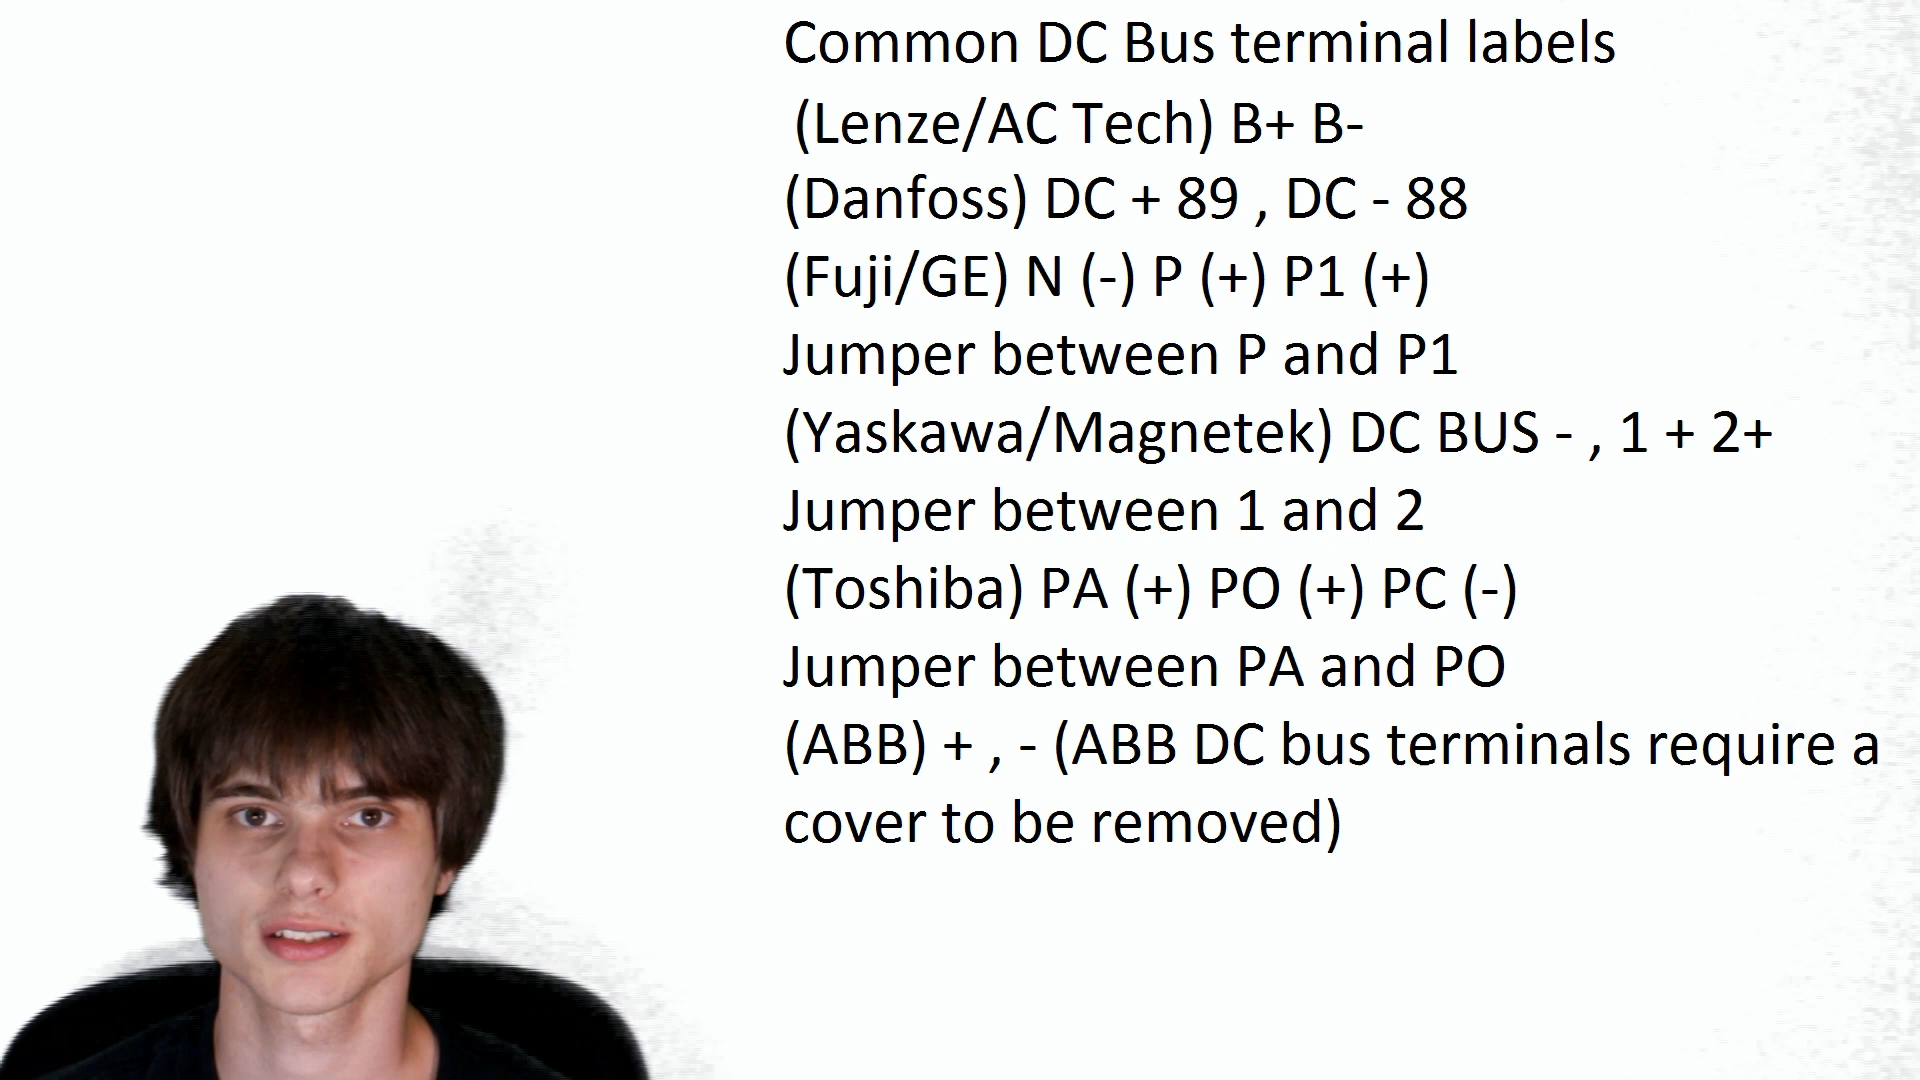 Common DC Bus terminal labels
(Lenze/AC Tech) B+ B-
(Danfoss) DC + 89 , DC - 88
(Fuji/GE) N (-) P (+) P1 (+)
Jumper between P and P1
(Yaskawa/Magnetek) DC BUS - , 1 + 2+
Jumper between 1 and 2
(Toshiba) PA (+) PO (+) PC (-)
Jumper between PA and PO
(ABB) + , - (ABB DC bus terminals require a
cover to be removed)